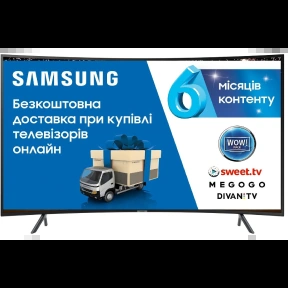 SAMSUNG
Безкоштовна
доставка при купівлі
телевізорів
онлайн
6
місяців
контенту
WOW!
sweet.tv
MEGOGO
DIVAN.TV